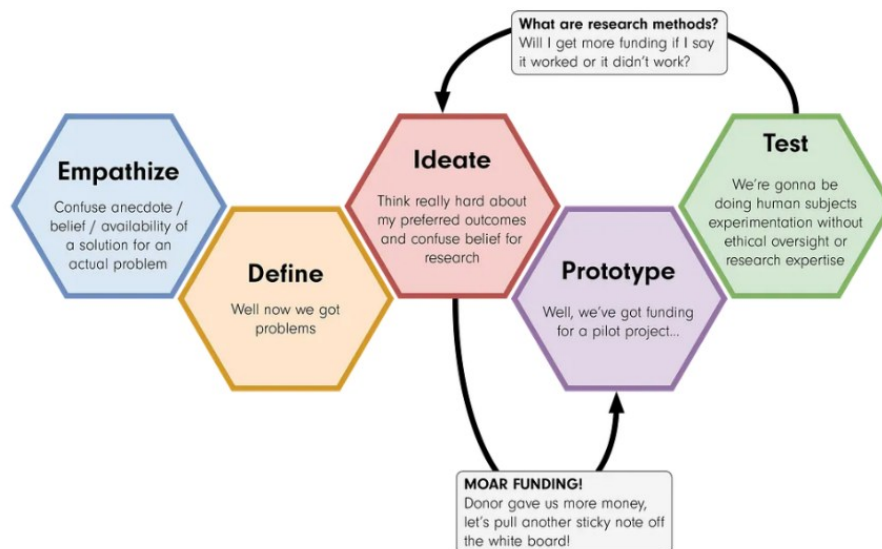 What are research methods?
Will I get more funding if I say
it worked or it didn't work?
Empathize
Confuse anecdote /
belief / availability of
a solution for an
actual problem
Define
Well now we got
problems
Ideate
Think really hard about
my preferred outcomes
and confuse belief for
research
Prototype
Well, we've got funding
for a pilot project...
Test
We're gonna be
doing human subjects
experimentation without
ethical oversight or
research expertise
MOAR FUNDING!
Donor gave us more money,
let's pull another sticky note off
the white board!